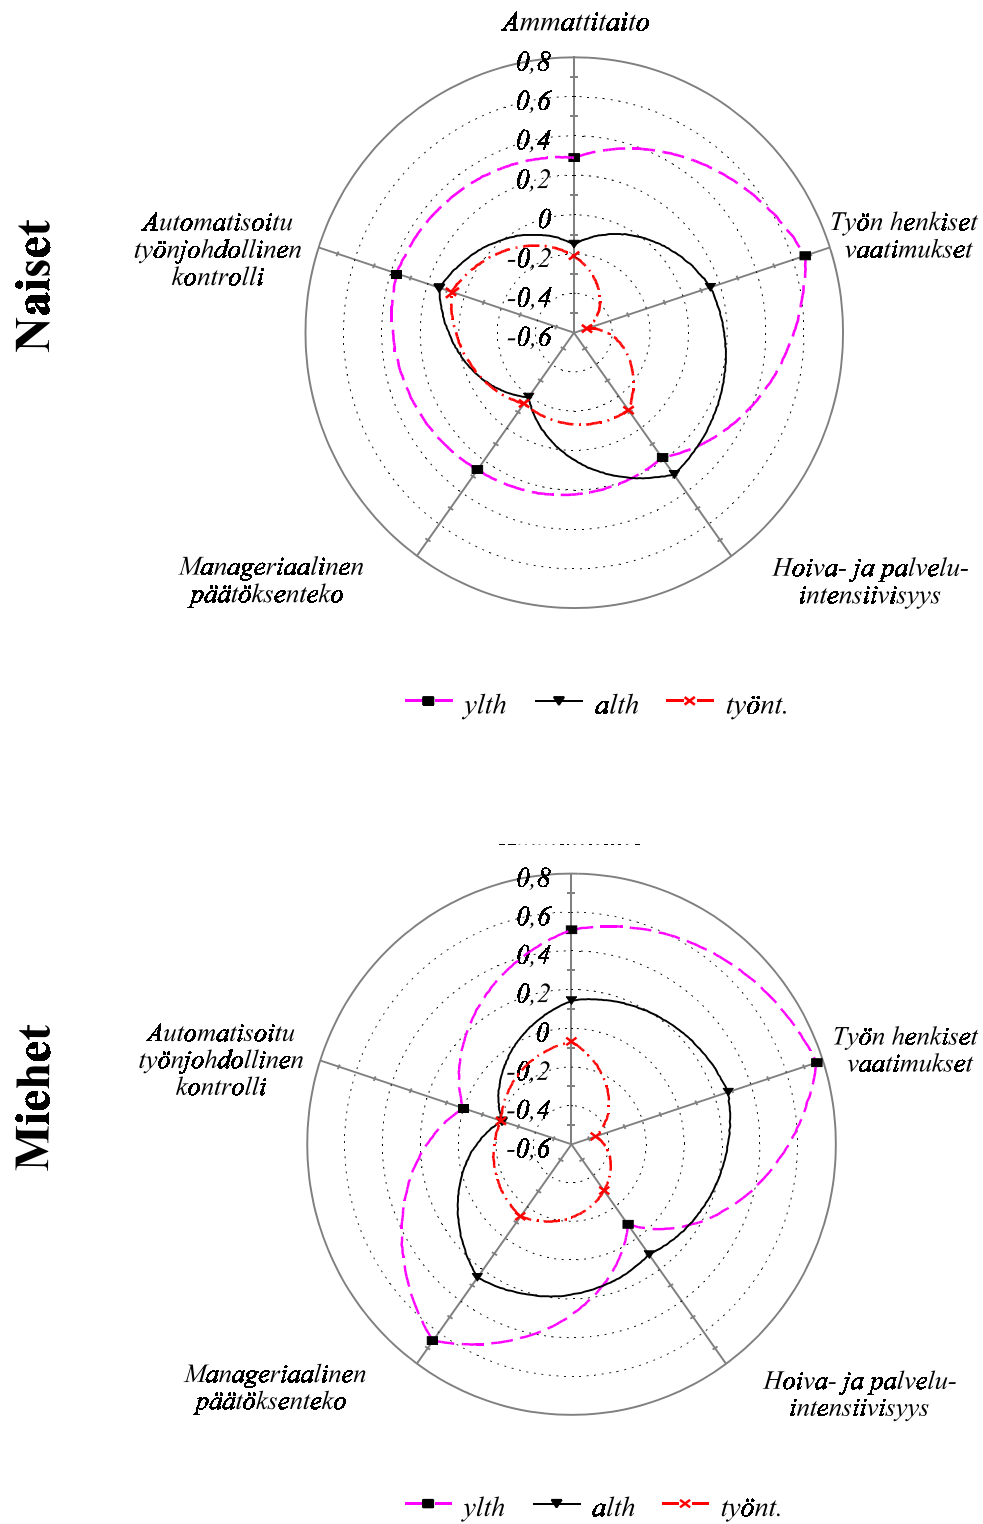 Naiset
Ammattitaito
0,8
0,6
0,4
0,2
0
-0,2
-0,4
-0,6
Automatisoitu
työnjohdollinen
kontrolli
Työn henkiset
vaatimukset
Manageriaalinen
päätöksenteko
Hoiva- ja palvelu-
intensiivisyys
ylth
alth
työnt.
Miehet
0,8
0,6
0,4
0,2
0
-0,2
-0,4
-0,6
Automatisoitu
työnjohdollinen
kontrolli
Työn henkiset
vaatimukset
Manageriaalinen
päätöksenteko
Hoiva- ja palvelu-
intensiivisyys
ylth
alth
työnt.